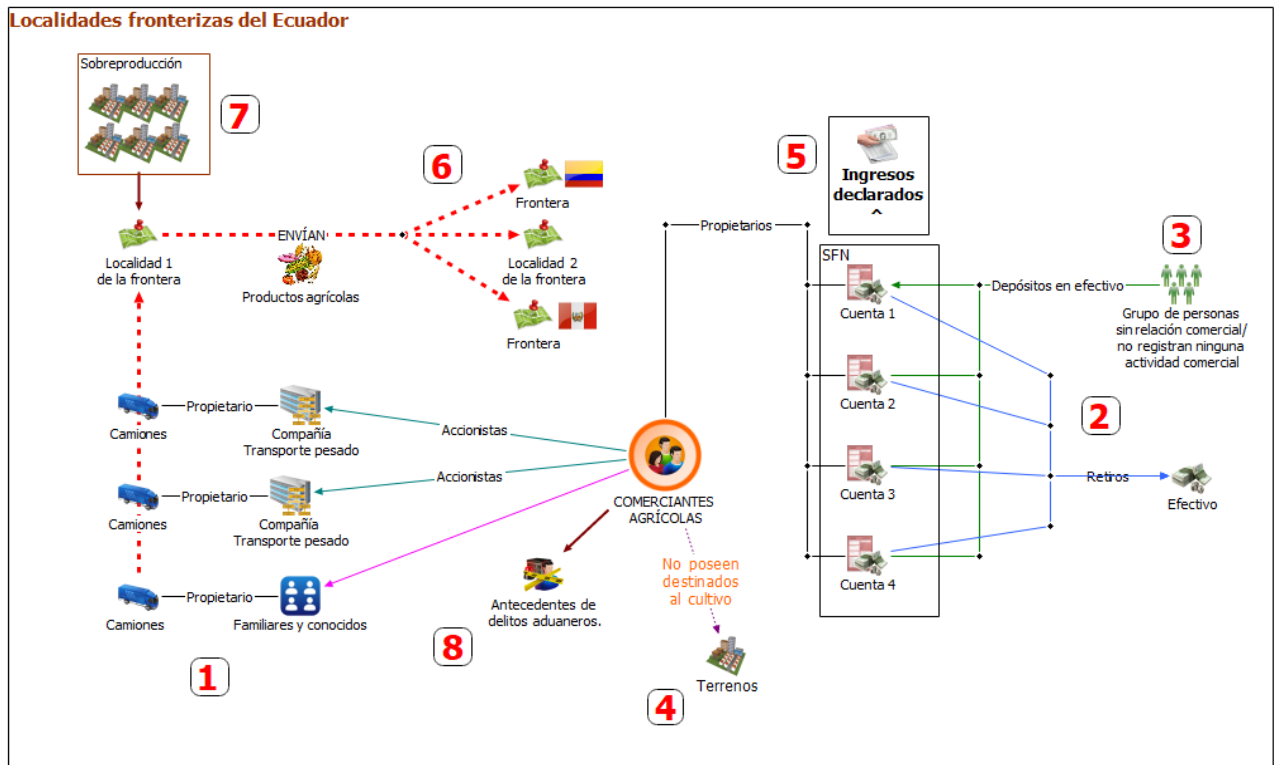 Localidades fronterizas del Ecuador
Sobreproducción
7
6
5
Ingresos
declarados
^
Frontera
Propietarios
3
ENVÍAN
SFN
Localidad 1
de la frontera
Localidad 2
de la frontera
Productos agrícolas
Depósitos en efectivo
Cuenta 1
Grupo de personas
sin relación comercial/
no registran ninguna
actividad comercial
Frontera
Cuenta 2
2
Propietario
Camiones
Compañía
Transporte pesado
Accionistas
Accionistas
Retiros
Cuenta 3
Efectivo
Propietario
Camiones
Compañía
Transporte pesado
COMERCIANTES
AGRÍCOLAS
No poseen
destinados
al cultivo
Cuenta 4
Propietario
Camiones
Familiares y conocidos
Antecedentes de
delitos aduaneros.
8
1
Terrenos
4